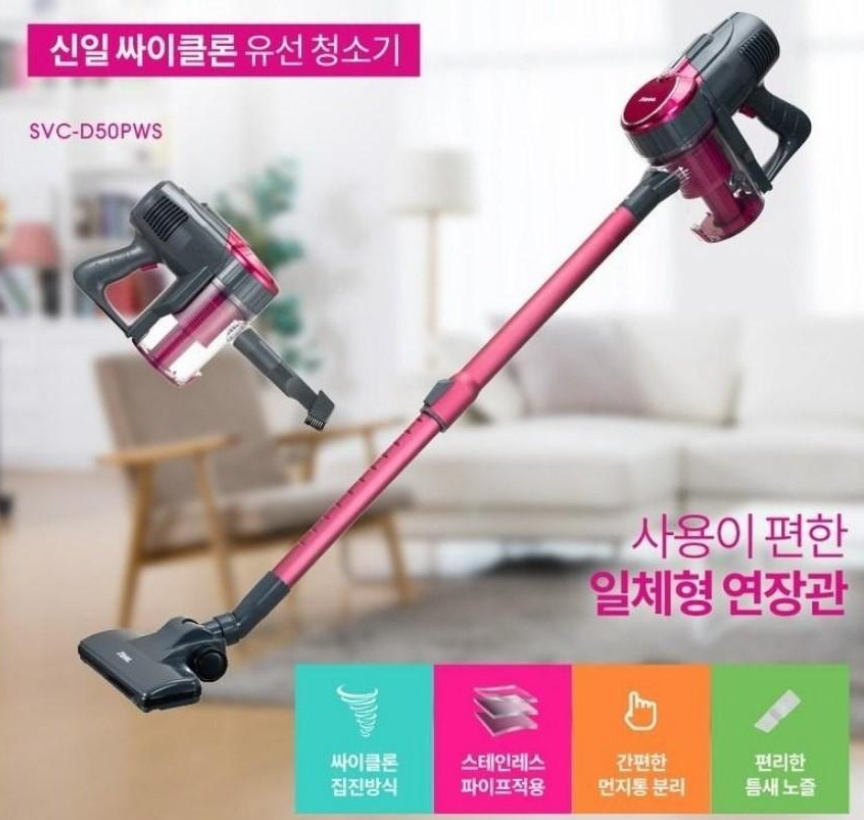 신일 싸이클론 유선 청소기
SVC-D50PWS
사용이 편한
일체형 연장관
싸이클론
집진방식
스테인레스
파이프적용
간편한
먼지통 분리
편리한
틈새 노즐